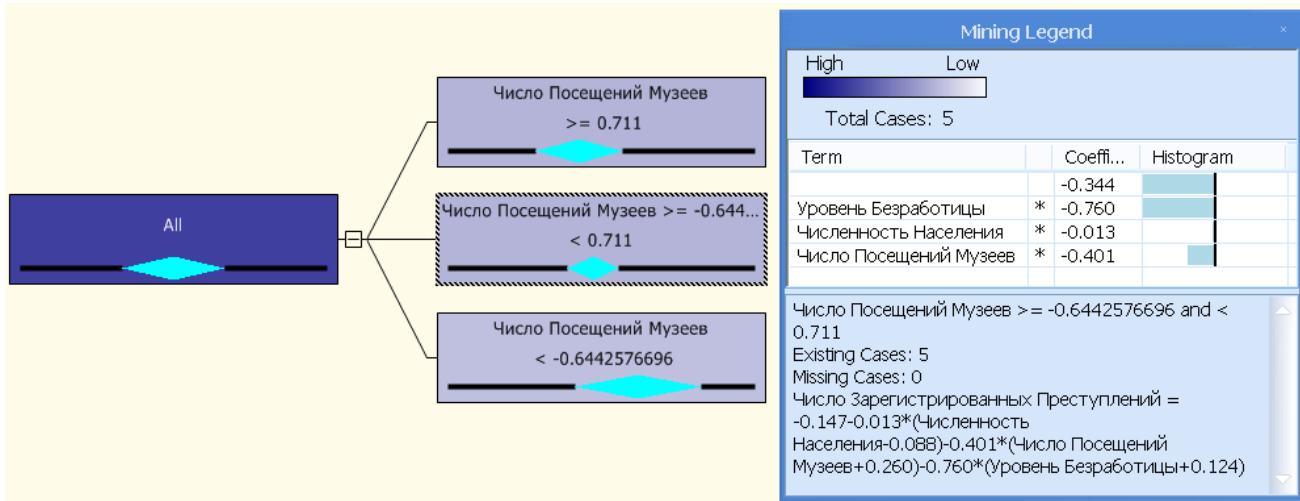 All
Число Посещений Музеев
>= 0.711
Число Посещений Музеев >= -0.644...
< 0.711
Число Посещений Музеев
< -0.6442576696
Mining Legend
High Low
Total Cases: 5
Term Coeffi... Histogram
-0.344
Уровень Безработицы * -0.760
Численность Населения * -0.013
Число Посещений Музеев * -0.401
Число Посещений Музеев >= -0.6442576696 and <
0.711
Existing Cases: 5
Missing Cases: 0
Число Зарегистрированных Преступлений =
-0.147-0.013*(Численность
Населения-0.088)-0.401*(Число Посещений
Музеев+0.260)-0.760*(Уровень Безработицы+0.124)